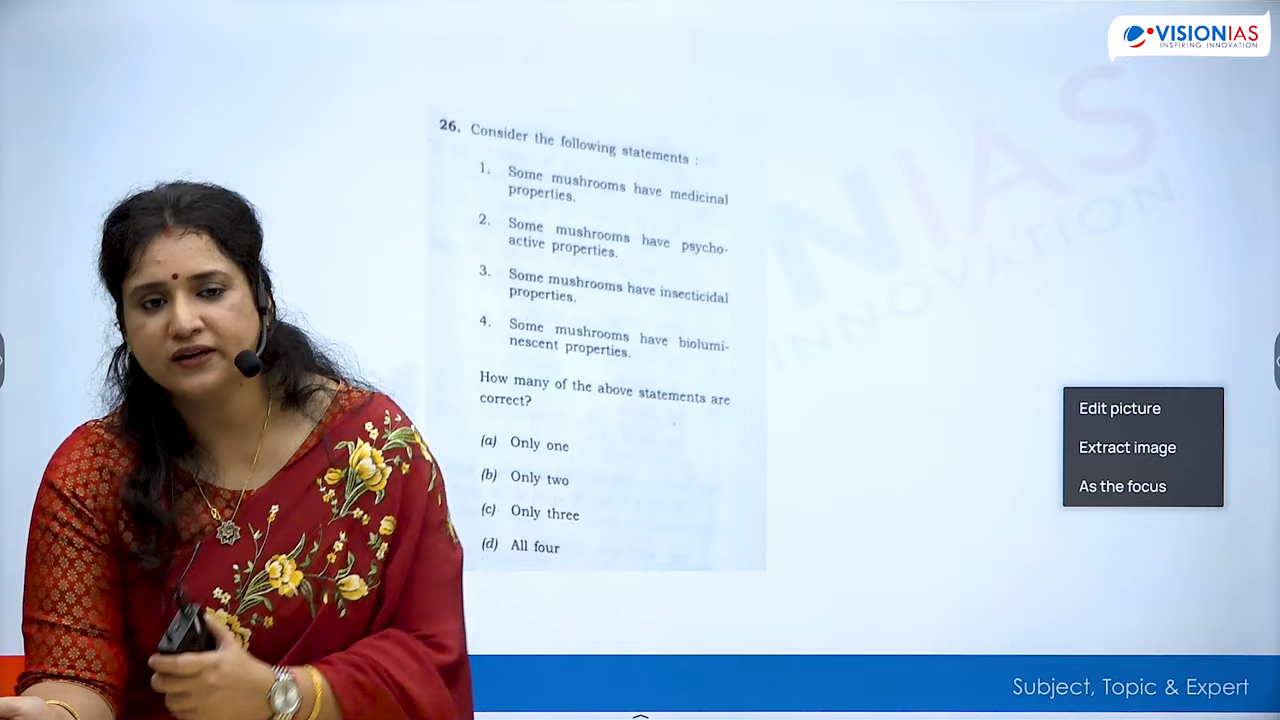 VISIONIAS
INSPIRING INNOVATION
NIAS
INNOVATION
26. Consider the following statements :
1. Some mushrooms have medicinal
properties.
2. Some mushrooms have psycho-
active properties.
3. Some mushrooms have insecticidal
properties.
4. Some mushrooms have biolumi-
nescent properties.
How many of the above statements are
correct?
(a) Only one
(b) Only two
(c) Only three
(d) All four
Edit picture
Extract image
As the focus
Subject, Topic & Expert